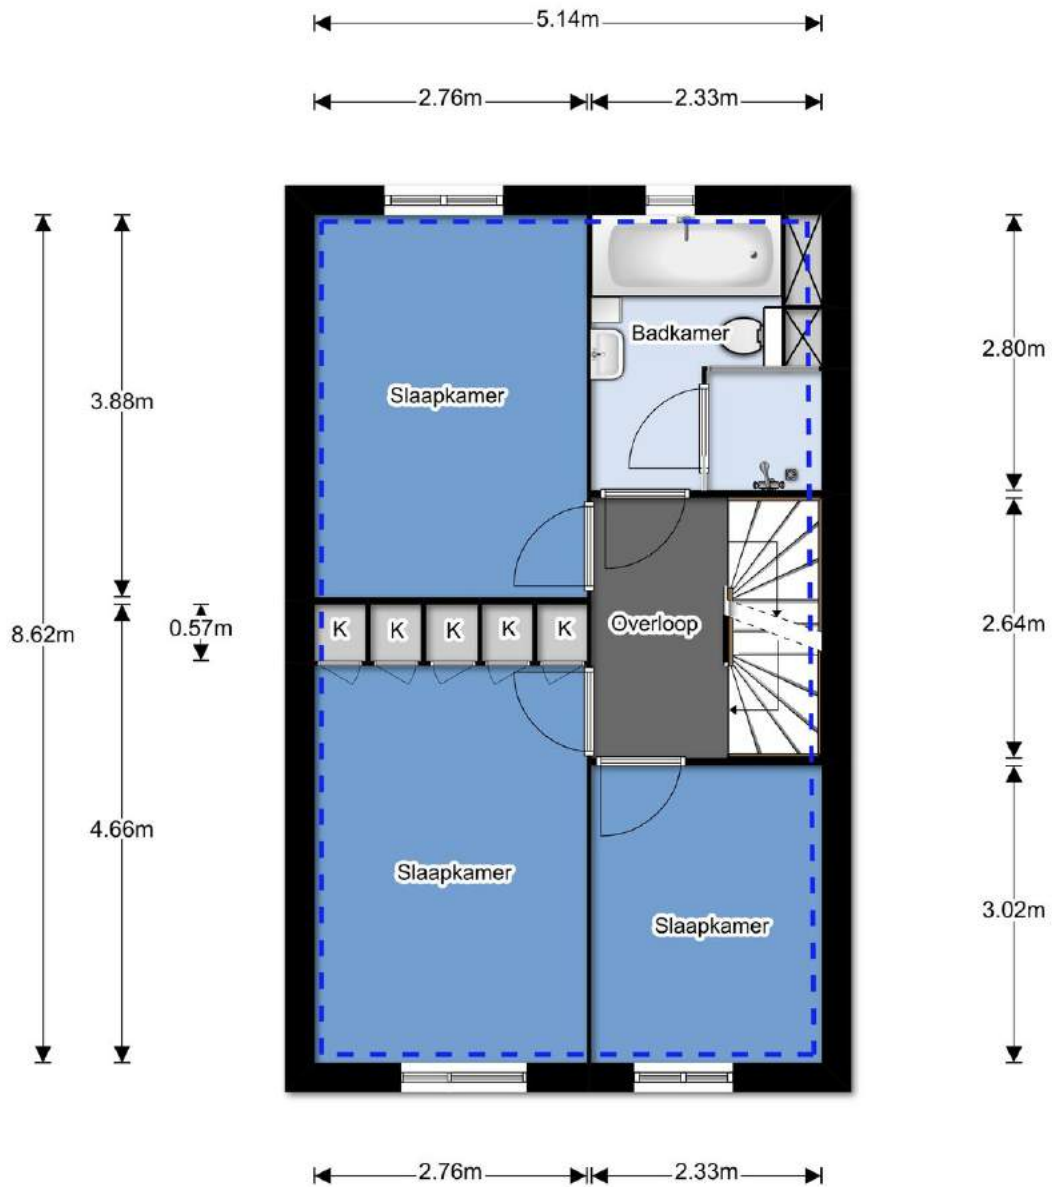 5.14m
2.76m 2.33m
Badkamer
2.80m
Slaapkamer
3.88m
8.62m
0.57m
K K K K K
Overloop
2.64m
4.66m
Slaapkamer
3.02m
Slaapkamer
2.76m 2.33m